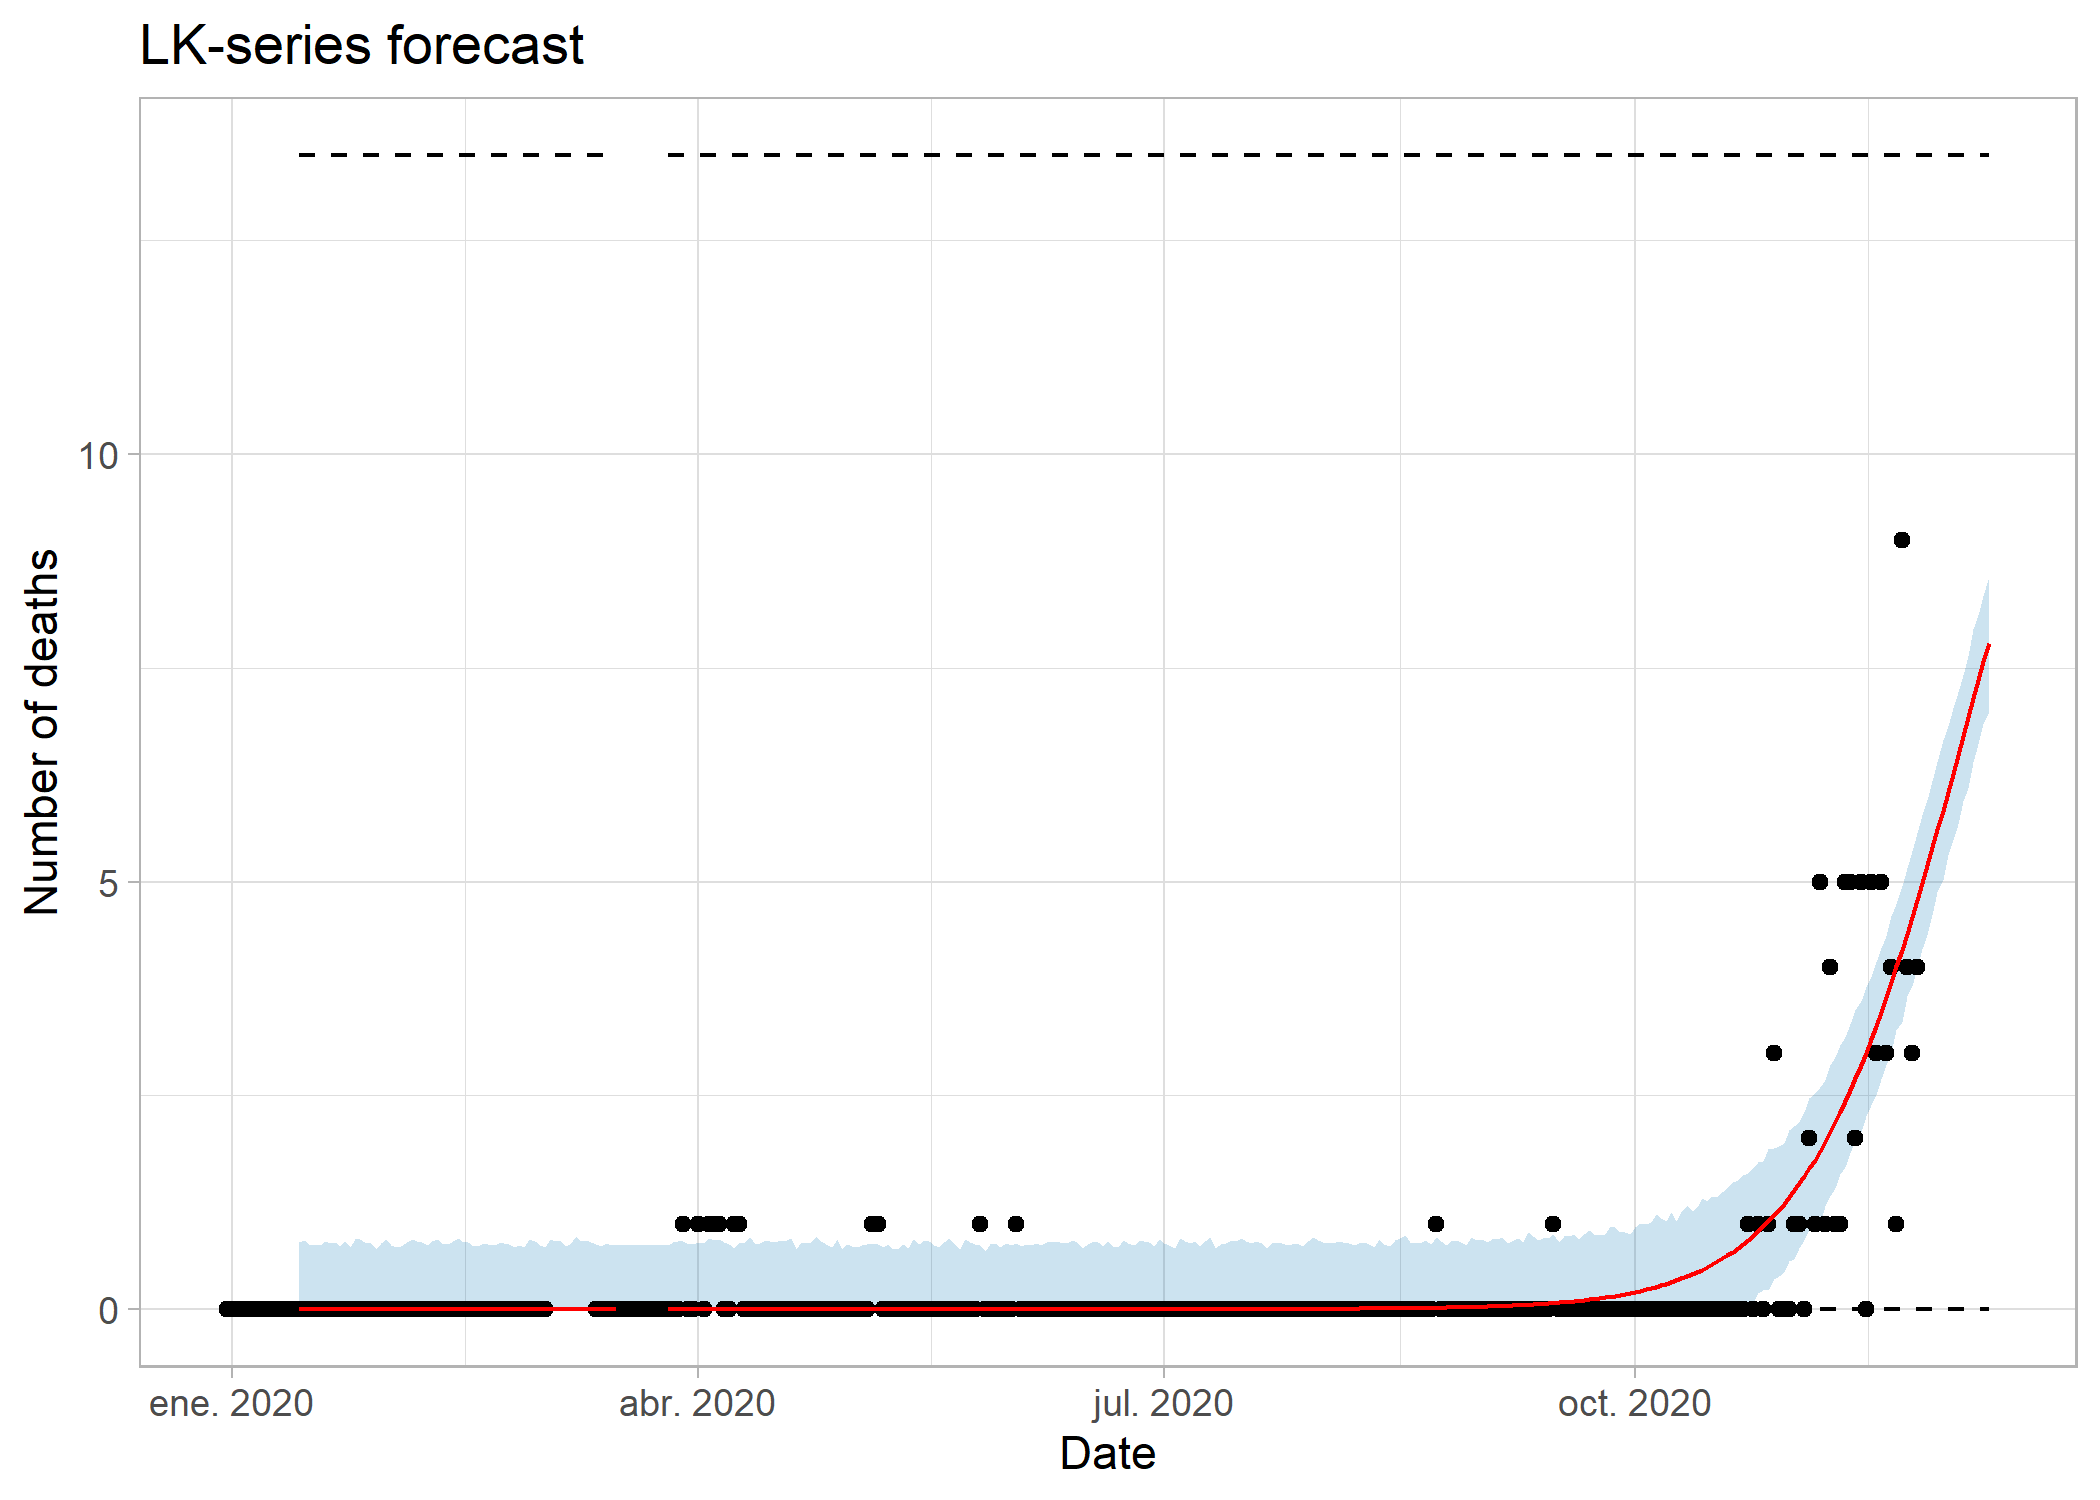 LK-series forecast
Number of deaths
10
5
0
ene. 2020
abr. 2020
jul. 2020
oct. 2020
Date